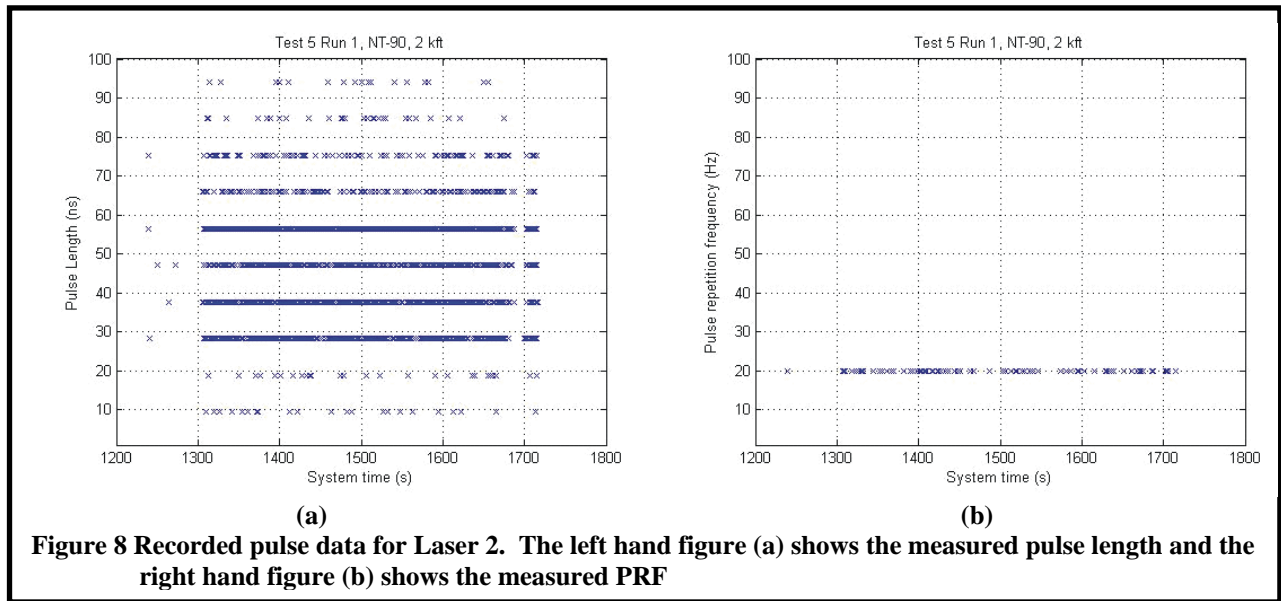 Test 5 Run 1, NT-90, 2 kft
100
90
80
70
60
50
40
30
20
10
Pulse Length (ns)
1200 1300 1400 1500 1600 1700 1800
System time (s)
(a)
Test 5 Run 1, NT-90, 2 kft
100
90
80
70
60
50
40
30
20
10
Pulse repetition frequency (Hz)
1200 1300 1400 1500 1600 1700 1800
System time (s)
(b)
Figure 8 Recorded pulse data for Laser 2. The left hand figure (a) shows the measured pulse length and the
right hand figure (b) shows the measured PRF